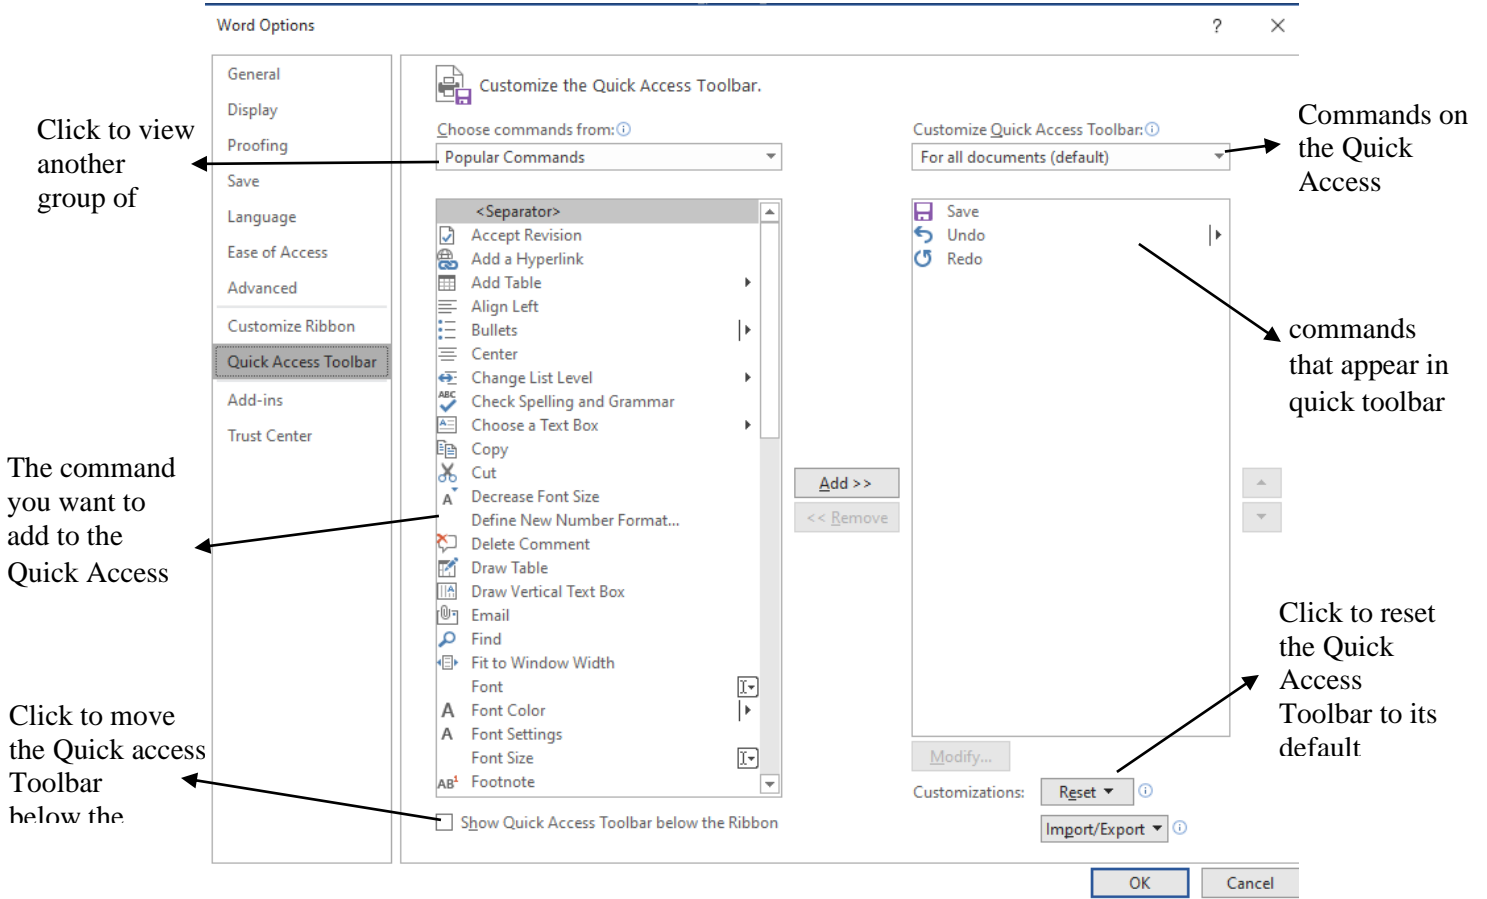 Word Options
?
General
Display
Proofing
Save
Language
Ease of Access
Advanced
Customize Ribbon
Quick Access Toolbar
Add-ins
Trust Center
Click to view
another
group of
The command
you want to
add to the
Quick Access
Click to move
the Quick access
Toolbar
below the
Customize the Quick Access Toolbar.
Choose commands from:
Popular Commands
<Separator>
Accept Revision
Add a Hyperlink
Add Table
Align Left
Bullets
Center
Change List Level
Check Spelling and Grammar
Choose a Text Box
Copy
Cut
Decrease Font Size
Define New Number Format...
Delete Comment
Draw Table
Draw Vertical Text Box
Email
Find
Fit to Window Width
Font
Font Color
Font Settings
Font Size
Footnote
Show Quick Access Toolbar below the Ribbon
Add >>
<< Remove
Customize Quick Access Toolbar:
For all documents (default)
Save
Undo
Redo
Modify...
Customizations:
Reset
Import/Export
OK
Cancel
Commands on
the Quick
Access
commands
that appear in
quick toolbar
Click to reset
the Quick
Access
Toolbar to its
default